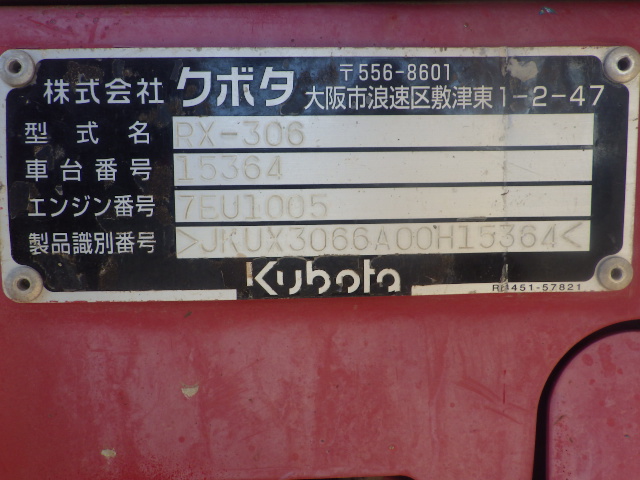 株式会社 クボタ 〒556-8601
大阪市浪速区敷津東1-2-47
型式名 RX-306
車台番号 15364
エンジン番号 7EU1005
製品識別番号 >JKUX3066A00H15364<
Kubota
RB451-57821